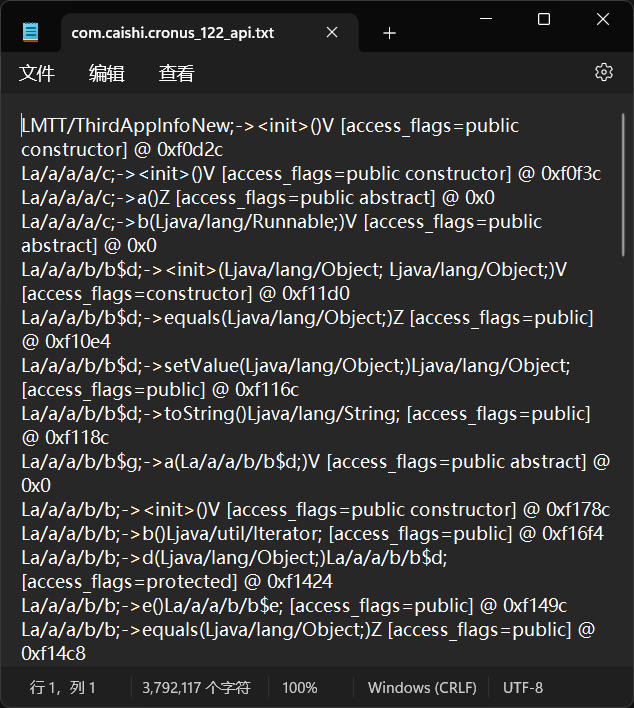 com.caishi.cronus_122_api.txt
文件 编辑 查看
LMTT/ThirdAppInfoNew;-><init>()V [access_flags=public
constructor] @ 0xf0d2c
La/a/a/a/c;-><init>()V [access_flags=public constructor] @ 0xf0f3c
La/a/a/a/c;->a()Z [access_flags=public abstract] @ 0x0
La/a/a/a/c;->b(Ljava/lang/Runnable;)V [access_flags=public
abstract] @ 0x0
La/a/a/b/b$d;-><init>(Ljava/lang/Object; Ljava/lang/Object;)V
[access_flags=constructor] @ 0xf11d0
La/a/a/b/b$d;->equals(Ljava/lang/Object;)Z [access_flags=public]
@ 0xf10e4
La/a/a/b/b$d;->setValue(Ljava/lang/Object;)Ljava/lang/Object;
[access_flags=public] @ 0xf116c
La/a/a/b/b$d;->toString()Ljava/lang/String; [access_flags=public]
@ 0xf118c
La/a/a/b/b$g;->a(La/a/a/b/b$d;)V [access_flags=public abstract] @
0x0
La/a/a/b/b;-><init>()V [access_flags=public constructor] @ 0xf178c
La/a/a/b/b;->b()Ljava/util/Iterator; [access_flags=public] @ 0xf16f4
La/a/a/b/b;->d(Ljava/lang/Object;)La/a/a/b/b$d;
[access_flags=protected] @ 0xf1424
La/a/a/b/b;->e()La/a/a/b/b$e; [access_flags=public] @ 0xf149c
La/a/a/b/b;->equals(Ljava/lang/Object;)Z [access_flags=public] @
0xf14c8
行 1，列 1 3,792,117 个字符 100% Windows (CRLF) UTF-8